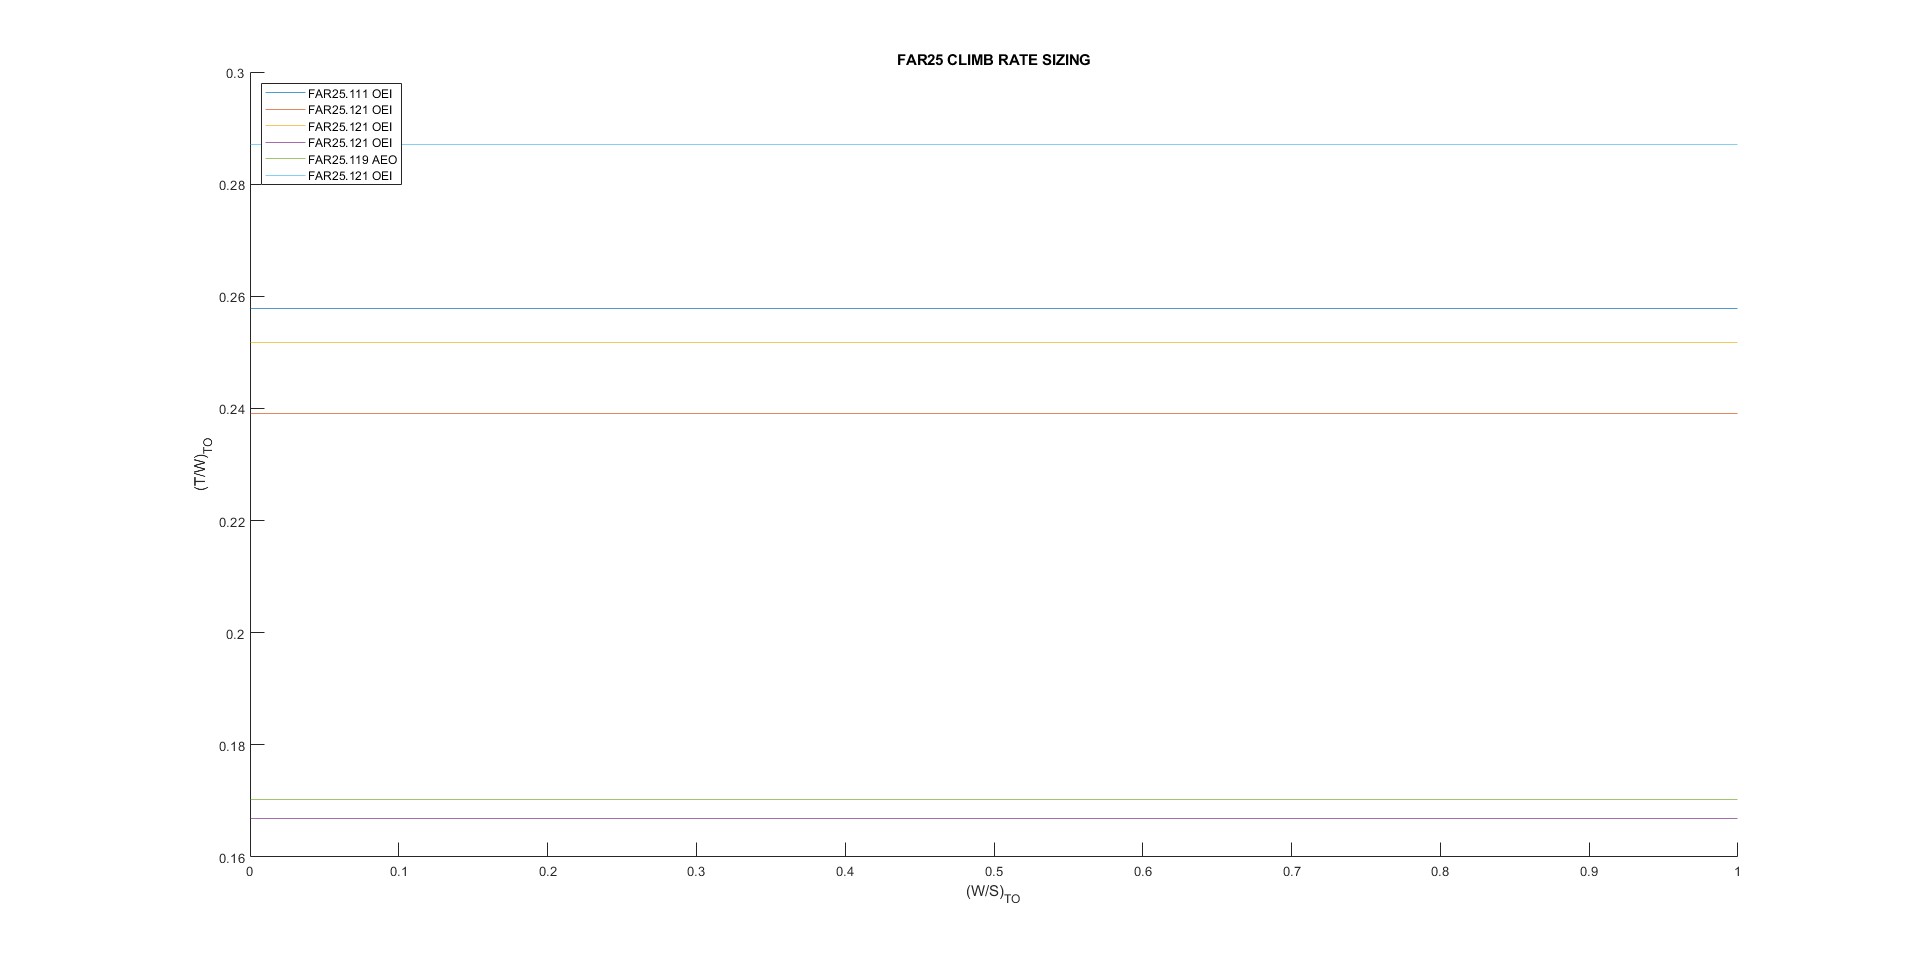 FAR25 CLIMB RATE SIZING
0.3
FAR25.111 OEI
FAR25.121 OEI
FAR25.121 OEI
FAR25.121 OEI
FAR25.119 AEO
FAR25.121 OEI
0.28
0.26
0.24
(T/W)TO
0.22
0.2
0.18
0.16
0 0.1 0.2 0.3 0.4 0.5 0.6 0.7 0.8 0.9 1
(W/S)TO